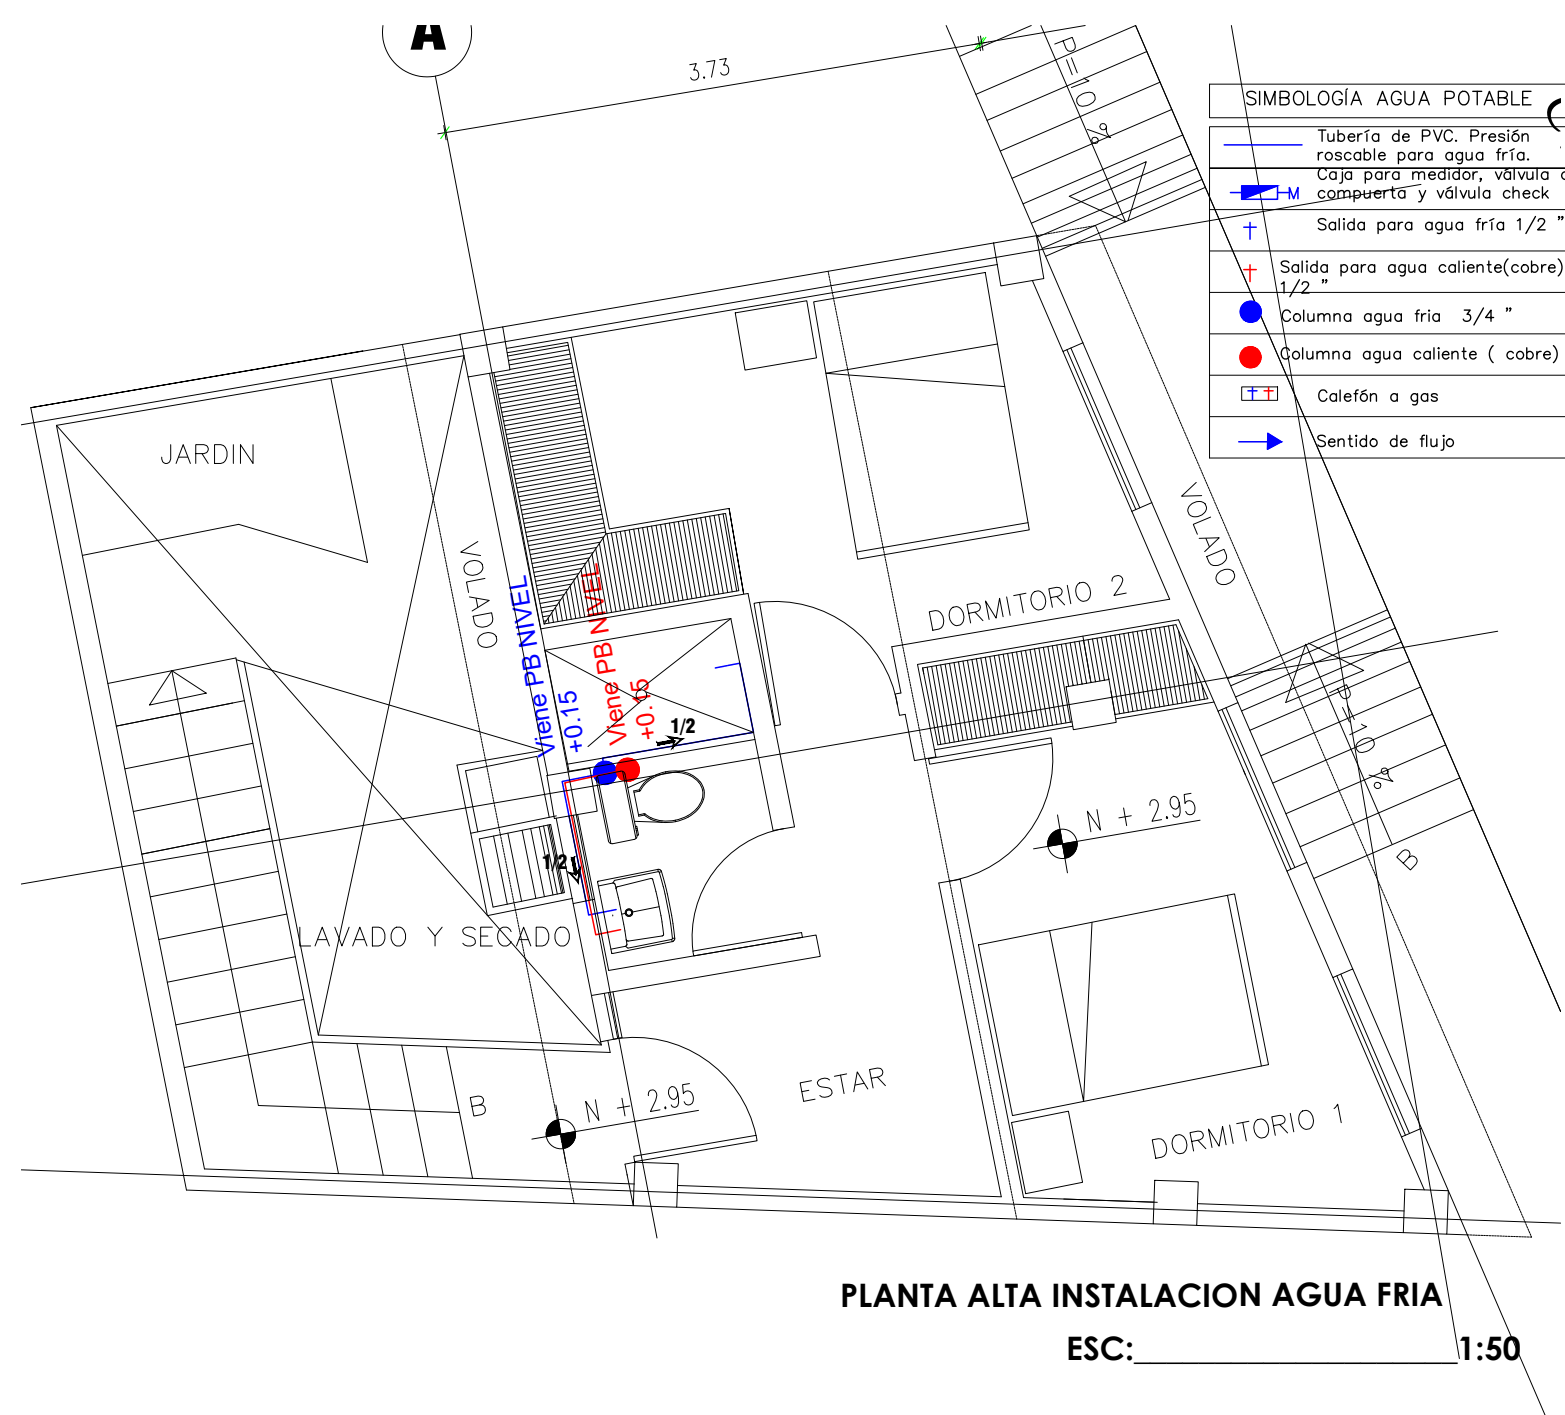 A
3.73
P=10 %
SIMBOLOGÍA AGUA POTABLE
Tubería de PVC. Presión
roscable para agua fría.
Caja para medidor, válvula
compuerta y válvula check
M
Salida para agua fría 1/2 "
Salida para agua caliente(cobre)
1/2 "
Columna agua fria 3/4 "
Columna agua caliente ( cobre)
Calefón a gas
Sentido de flujo
JARDIN
VOLADO
VOLADO
DORMITORIO 2
Viene PB NIVEL
+0.15
Viene PB NIVEL
+0.15
1/2
P=10 %
N + 2.95
B
1/2
LAVADO Y SECADO
ESTAR
B
N + 2.95
DORMITORIO 1
PLANTA ALTA INSTALACION AGUA FRIA
ESC:____________________1:50